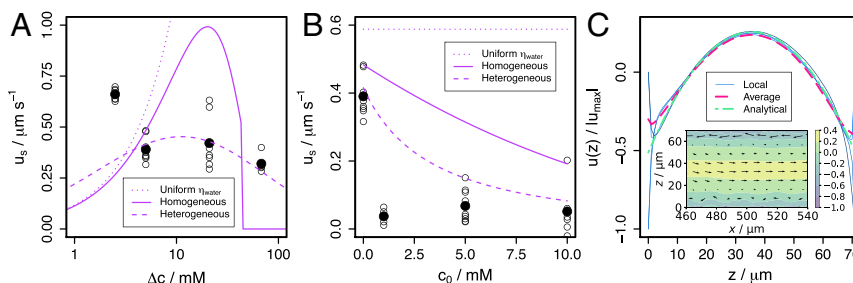 A
B
C
u_s / μm s⁻¹
0.00 0.25 0.50 0.75 1.00
Uniform η_water
Homogeneous
Heterogeneous
1 10 100
Δc / mM
u_s / μm s⁻¹
0.0 0.2 0.4 0.6
Uniform η_water
Homogeneous
Heterogeneous
0.0 2.5 5.0 7.5 10.0
c_0 / mM
u(z) / |u_max|
−1.0 −0.5 0.0
Local
Average
Analytical
z / μm
0 20 40 60
460 480 500 520 540
x / μm
0.4
0.2
0.0
−0.2
−0.4
−0.6
−0.8
−1.0
0 10 20 30 40 50 60 70
z / μm